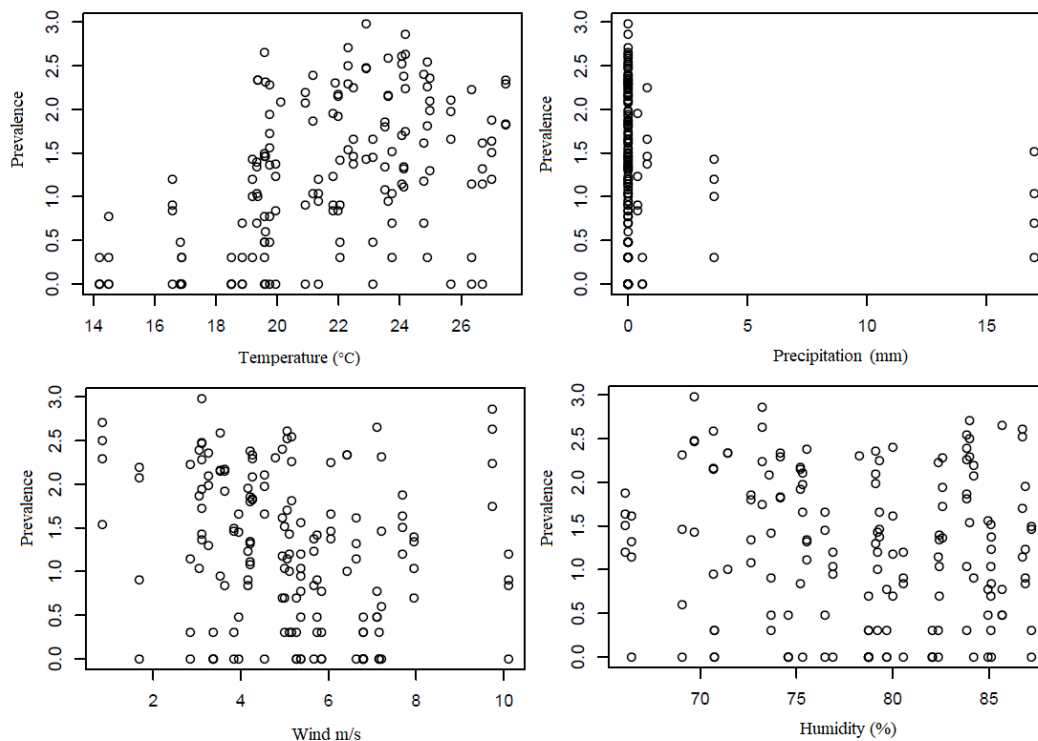 Prevalence
3.0
2.5
2.0
1.5
1.0
0.5
0.0
14 16 18 20 22 24 26
Temperature (°C)
Prevalence
3.0
2.5
2.0
1.5
1.0
0.5
0.0
0 5 10 15
Precipitation (mm)
Prevalence
3.0
2.5
2.0
1.5
1.0
0.5
0.0
2 4 6 8 10
Wind m/s
Prevalence
3.0
2.5
2.0
1.5
1.0
0.5
0.0
70 75 80 85
Humidity (%)